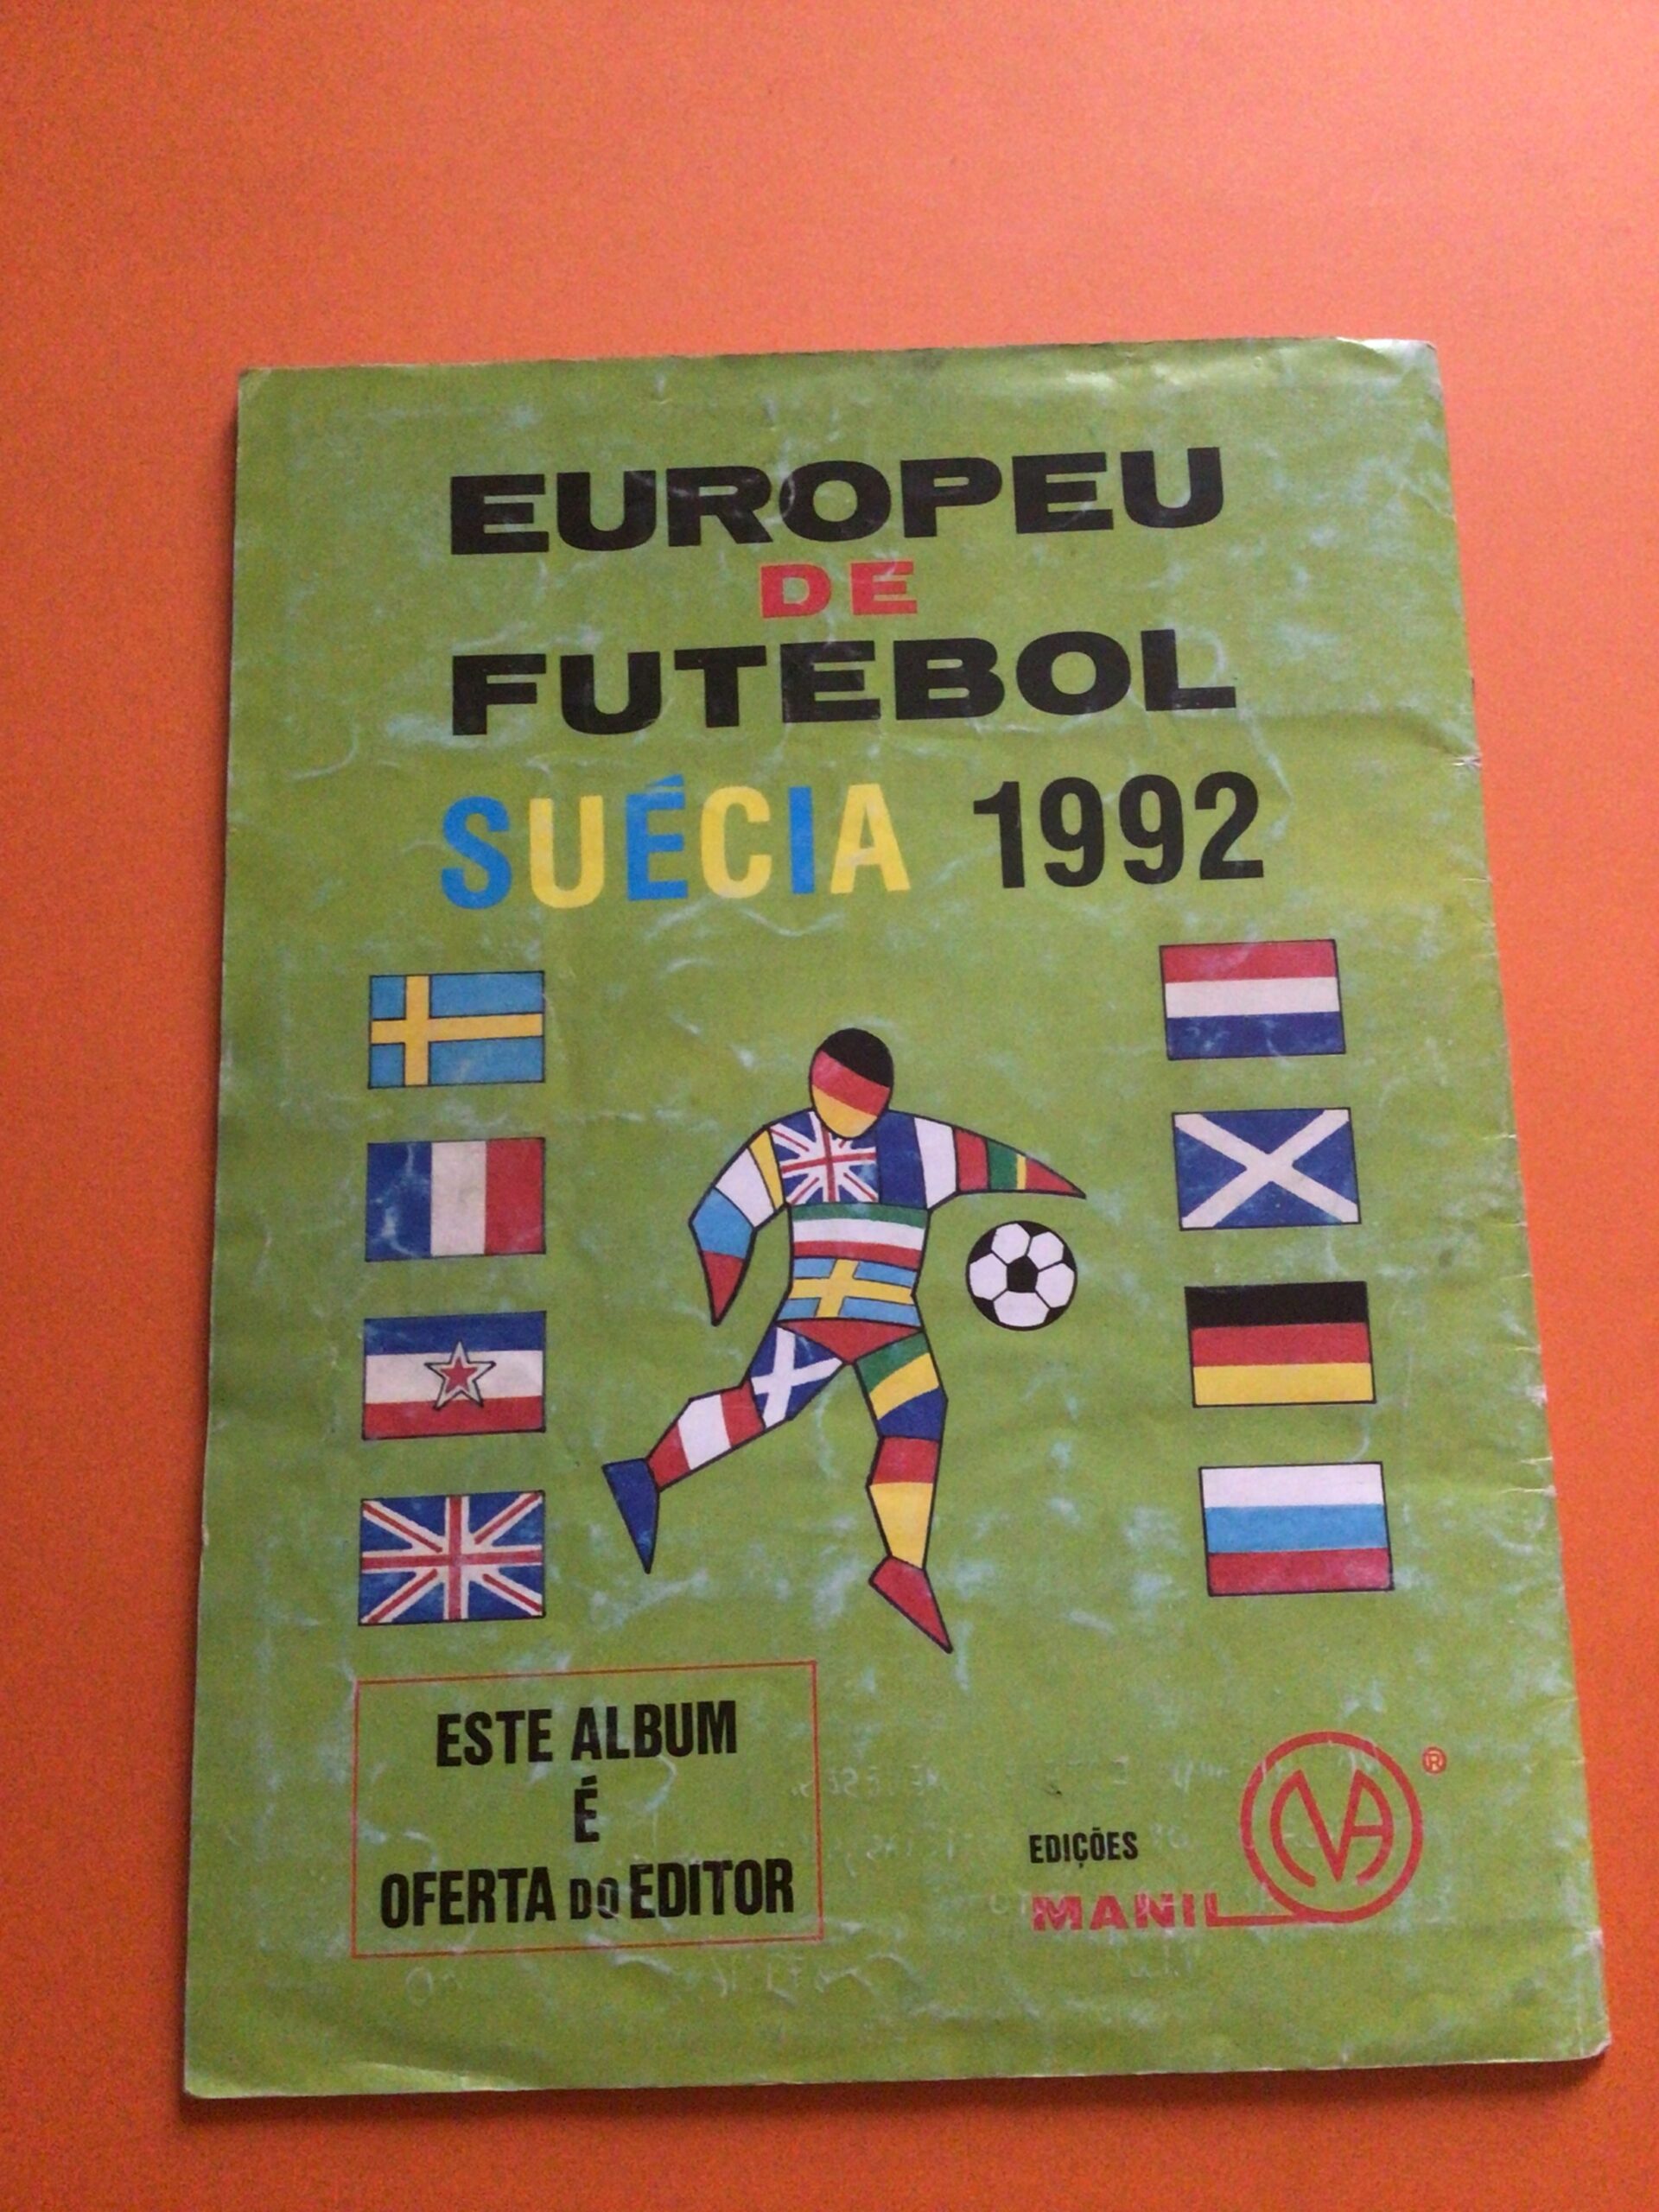 EUROPEU
DE
FUTEBOL
SUÉCIA 1992
ESTE ALBUM
É
OFERTA DO EDITOR
EDIÇÕES
MANIL
®